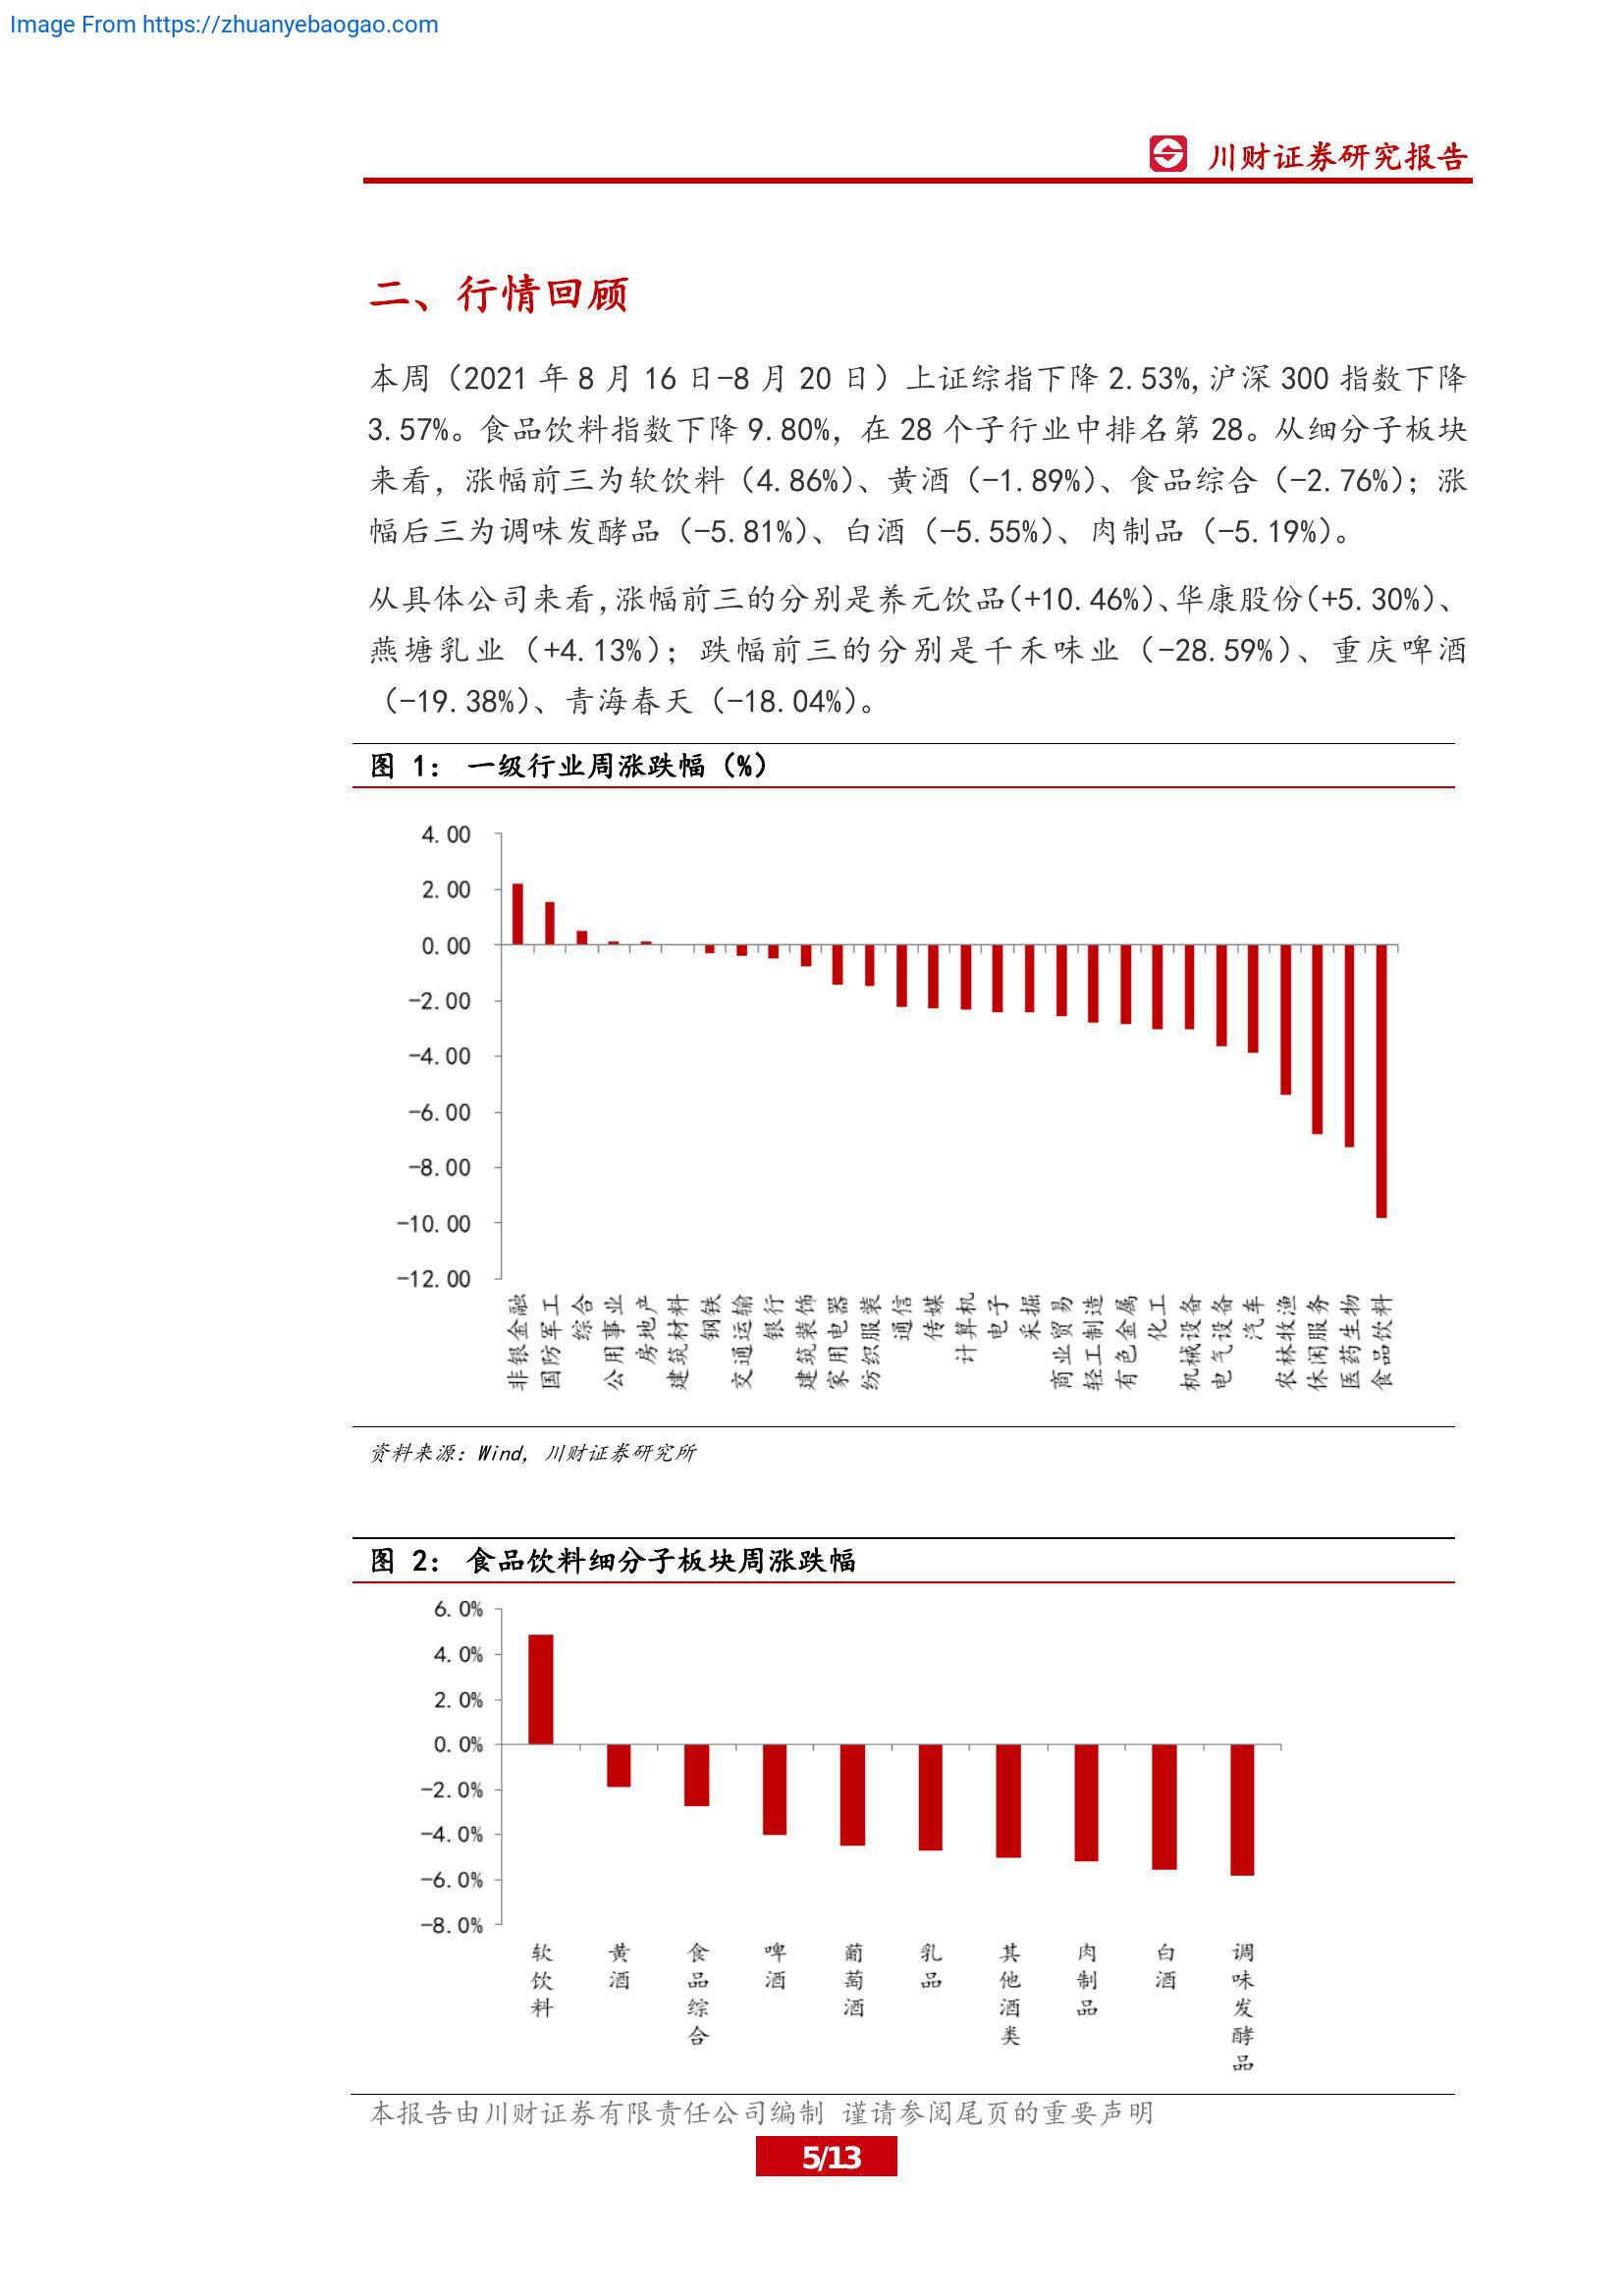 Image From https://zhuanyebaogao.com
川财证券研究报告
二、行情回顾
本周（2021 年 8 月 16 日-8 月 20 日）上证综指下降 2.53%,沪深 300 指数下降
3.57%。食品饮料指数下降 9.80%，在 28 个子行业中排名第 28。从细分子板块
来看，涨幅前三为软饮料（4.86%）、黄酒（-1.89%）、食品综合（-2.76%）；涨
幅后三为调味发酵品（-5.81%）、白酒（-5.55%）、肉制品（-5.19%）。
从具体公司来看,涨幅前三的分别是养元饮品(+10.46%)、华康股份(+5.30%)、
燕塘乳业（+4.13%）；跌幅前三的分别是千禾味业（-28.59%）、重庆啤酒
（-19.38%）、青海春天（-18.04%）。
图 1： 一级行业周涨跌幅（%）
4.00
2.00
0.00
-2.00
-4.00
-6.00
-8.00
-10.00
-12.00
非银金融
国防军工
综合
公用事业
房地产
建筑材料
钢铁
交通运输
银行
建筑装饰
家用电器
纺织服装
通信
传媒
计算机
电子
采掘
商业贸易
轻工制造
有色金属
化工
机械设备
电气设备
汽车
农林牧渔
休闲服务
医药生物
食品饮料
资料来源：Wind, 川财证券研究所
图 2： 食品饮料细分子板块周涨跌幅
6.0%
4.0%
2.0%
0.0%
-2.0%
-4.0%
-6.0%
-8.0%
软饮料
黄酒
食品综合
啤酒
葡萄酒
乳品
其他酒类
肉制品
白酒
调味发酵品
本报告由川财证券有限责任公司编制 谨请参阅尾页的重要声明
5/13